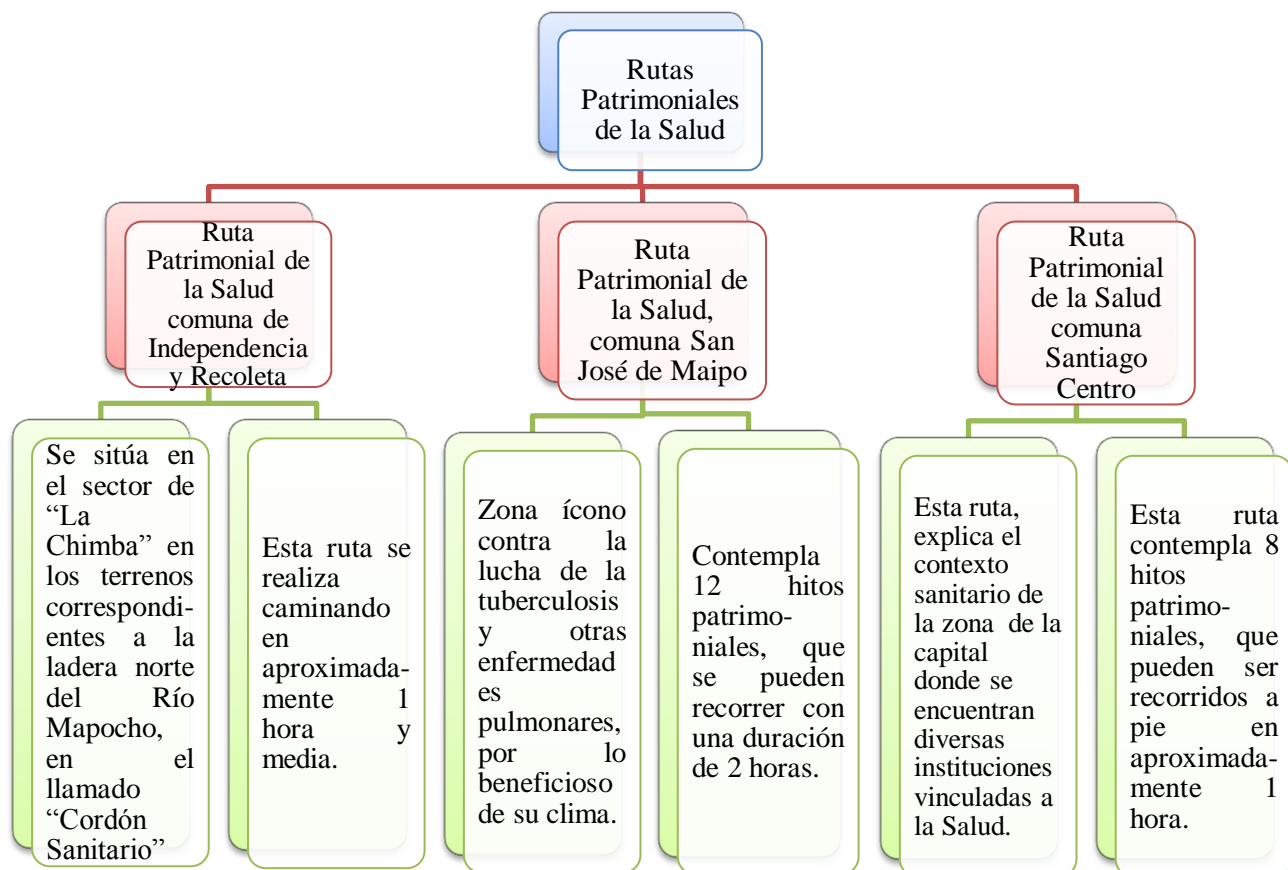 Rutas
Patrimoniales
de la Salud
Ruta
Patrimonial de
la Salud
comuna de
Independencia
y Recoleta
Ruta
Patrimonial de
la Salud,
comuna San
José de Maipo
Ruta
Patrimonial
de la Salud
comuna
Santiago
Centro
Se sitúa en
el sector de
“La
Chimba” en
los terrenos
correspondi-
entes a la
ladera norte
del Río
Mapocho,
en el
llamado
“Cordón
Sanitario”
Esta ruta se
realiza
caminando
en
aproximada-
mente 1
hora y
media.
Zona ícono
contra la
lucha de la
tuberculosis
y otras
enfermedad
es
pulmonares,
por lo
beneficioso
de su clima.
Contempla
12 hitos
patrimo-
niales, que
se pueden
recorrer con
una duración
de 2 horas.
Esta ruta,
explica el
contexto
sanitario de
la zona de la
capital
donde se
encuentran
diversas
instituciones
vinculadas a
la Salud.
Esta ruta
contempla 8
hitos
patrimo-
niales, que
pueden ser
recorridos a
pie en
aproximada-
mente 1
hora.